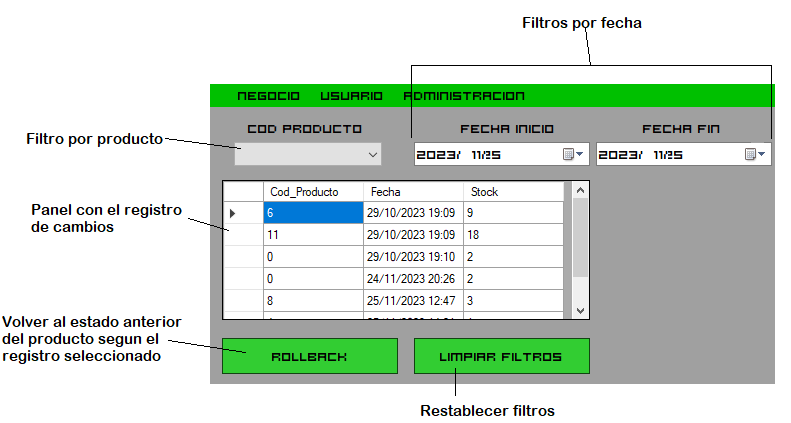 Filtros por fecha
NEGOCIO USUARIO ADMINISTRACION
COD PRODUCTO FECHA INICIO FECHA FIN
Filtro por producto
2023/ 11/25 2023/ 11/25
Cod_Producto Fecha Stock
6 29/10/2023 19:09 9
Panel con el registro
de cambios
11 29/10/2023 19:09 18
0 29/10/2023 19:10 2
0 24/11/2023 20:26 2
8 25/11/2023 12:47 3
Volver al estado anterior
del producto segun el
registro seleccionado
ROLLBACK LIMPIAR FILTROS
Restablecer filtros